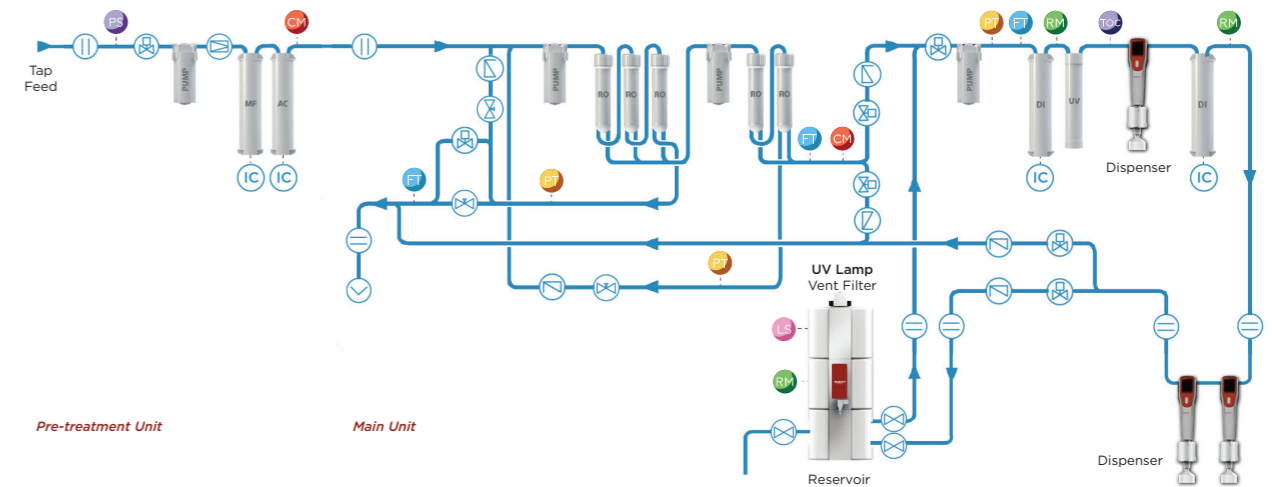 PS
CM
PT
FT
RM
TOC
RM
Tap
Feed
PUMP
MF
AC
PUMP
RO
RO
RO
PUMP
RO
RO
PUMP
DI
UV
DI
Dispenser
IC
IC
FT
CM
IC
IC
FT
PT
PT
UV Lamp
Vent Filter
LS
RM
Pre-treatment Unit
Main Unit
Dispenser
Reservoir